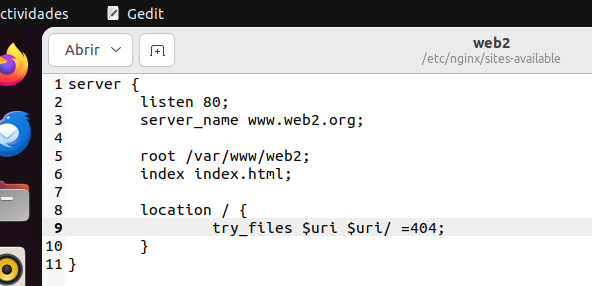 ctividades Gedit
Abrir
web2
/etc/nginx/sites-available
1 server {
2 listen 80;
3 server_name www.web2.org;
4
5 root /var/www/web2;
6 index index.html;
7
8 location / {
9 try_files $uri $uri/ =404;
10 }
11 }